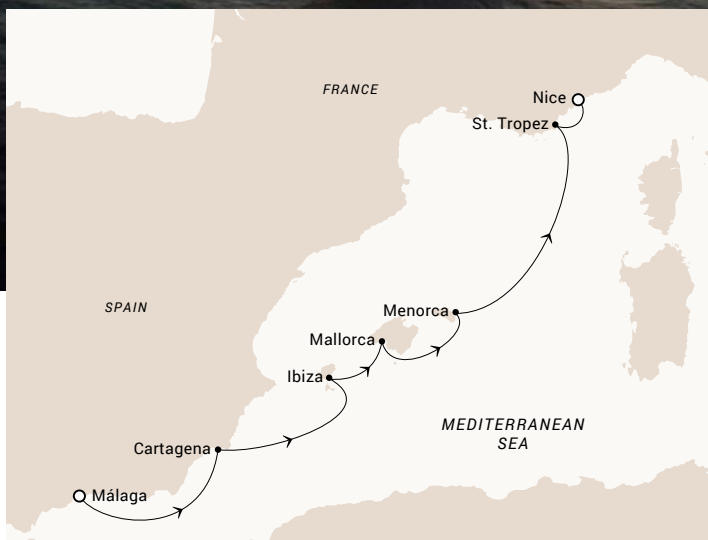 FRANCE
Nice
St. Tropez
SPAIN
Menorca
Mallorca
Ibiza
MEDITERRANEAN
SEA
Cartagena
Málaga